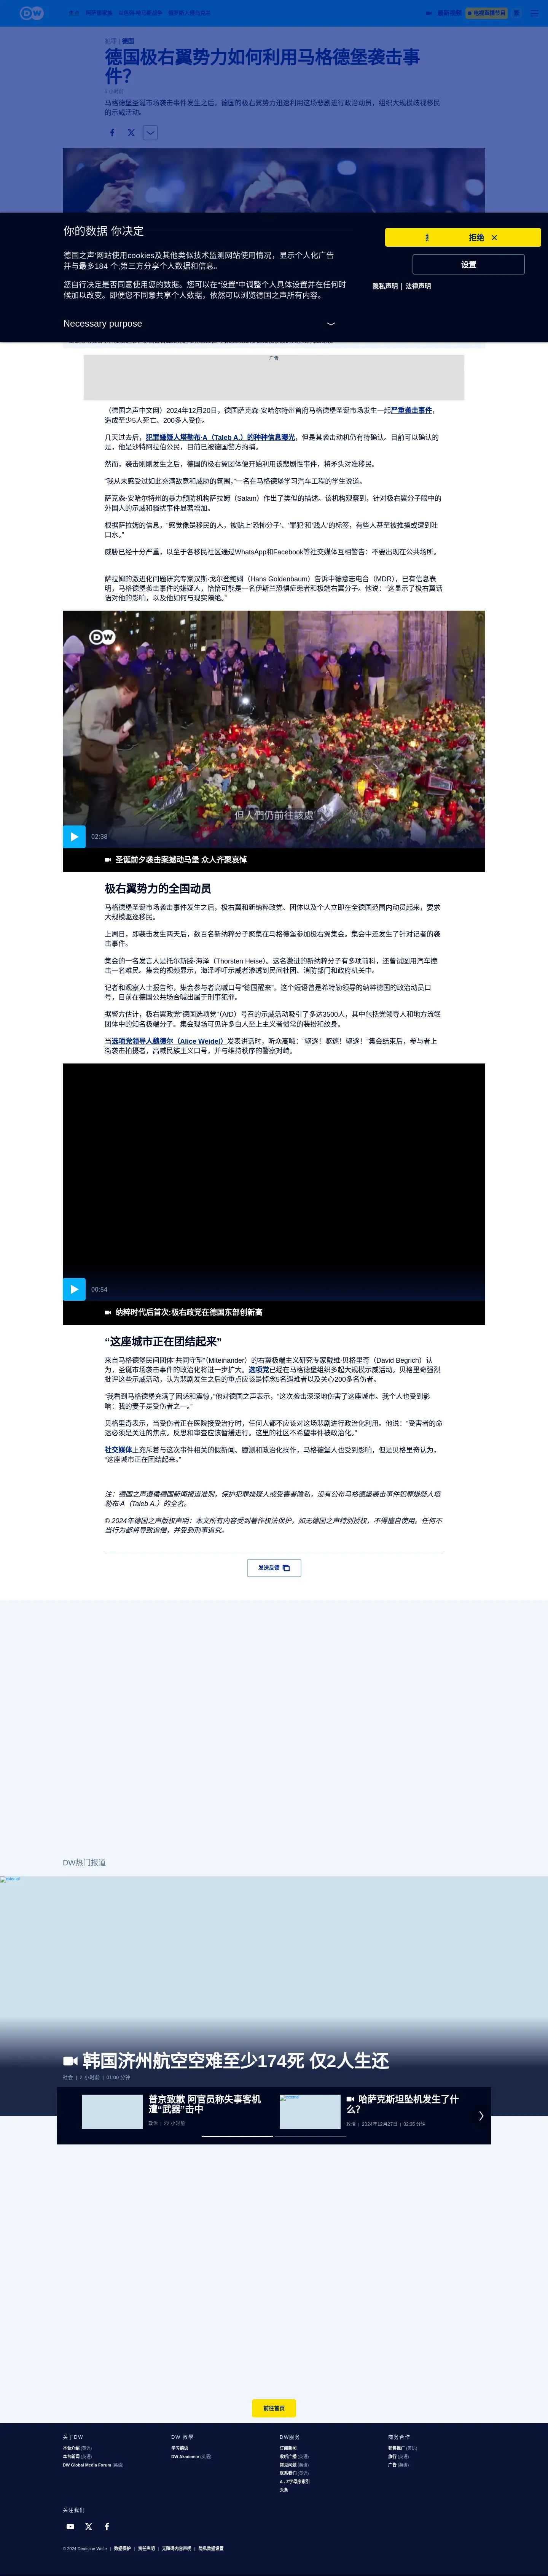 DW
最新视频
犯罪 | 德国
德国极右翼势力如何利用马格德堡袭击事
件？
马格德堡圣诞市场袭击事件发生之后，德国的极右翼势力迅速利用这场悲剧进行政治动员，组织大规模歧视移民
的示威活动。
你的数据 你决定
德国之声'网站使用cookies及其他类似技术监测网站使用情况，显示个人化广告
并与最多184 个;第三方分享个人数据和信息。
您自行决定是否同意使用您的数据。您可以在“设置”中调整个人具体设置并在任何时
候加以改变。即便您不同意共享个人数据，依然可以浏览德国之声所有内容。
Necessary purpose
拒绝
设置
隐私声明 | 法律声明
广告
（德国之声中文网）2024年12月20日，德国萨克森-安哈尔特州首府马格德堡圣诞市场发生一起严重袭击事件，
造成至少5人死亡、200多人受伤。
几天过去后，犯罪嫌疑人塔勒布·A（Taleb A.）的种种信息曝光，但是其袭击动机仍有待确认。目前可以确认的
是，他是沙特阿拉伯公民，目前已被德国警方拘捕。
然而，袭击刚刚发生之后，德国的极右翼团体便开始利用该悲剧性事件，将矛头对准移民。
“我从未感受过如此充满敌意和威胁的氛围，”一名在马格德堡学习汽车工程的学生说道。
萨克森-安哈尔特州的暴力预防机构萨拉姆（Salam）作出了类似的描述。该机构观察到，针对极右翼分子眼中的
外国人的示威和骚扰事件显著增加。
根据萨拉姆的信息，“感觉像是移民的人，被贴上‘恐怖分子’、‘罪犯’和‘贱人’的标签，有些人甚至被推搡或遭到吐
口水。”
威胁已经十分严重，以至于各移民社区通过WhatsApp和Facebook等社交媒体互相警告：不要出现在公共场所。
萨拉姆的激进化问题研究专家汉斯·戈尔登鲍姆（Hans Goldenbaum）告诉中德意志电台（MDR），已有信息表
明，马格德堡袭击事件的嫌疑人，恰恰可能是一名伊斯兰恐惧症患者和极端右翼分子。他说：“这显示了极右翼话
语对他的影响，以及他如何与现实隔绝。”
DW
但人們仍前往該處
02:38
圣诞前夕袭击案撼动马堡 众人齐聚哀悼
极右翼势力的全国动员
马格德堡圣诞市场袭击事件发生之后，极右翼和新纳粹政党、团体以及个人立即在全德国范围内动员起来，要求
大规模驱逐移民。
上周日，即袭击发生两天后，数百名新纳粹分子聚集在马格德堡参加极右翼集会。集会中还发生了针对记者的袭
击事件。
集会的一名发言人是托尔斯滕·海泽（Thorsten Heise）。这名激进的新纳粹分子有多项前科，还曾试图用汽车撞
击一名难民。集会的视频显示，海泽呼吁示威者渗透到民间社团、消防部门和政府机关中。
记者和观察人士报告称，集会参与者高喊口号“德国醒来”。这个短语曾是希特勒领导的纳粹德国的政治动员口
号，目前在德国公共场合喊出属于刑事犯罪。
据警方估计，极右翼政党“德国选项党”（AfD）号召的示威活动吸引了多达3500人，其中包括党领导人和地方流氓
团体中的知名极端分子。集会现场可见许多白人至上主义者惯常的装扮和纹身。
当选项党领导人魏德尔（Alice Weidel）发表讲话时，听众高喊：“驱逐！驱逐！驱逐！”集会结束后，参与者上
街袭击拍摄者，高喊民族主义口号，并与维持秩序的警察对峙。
00:54
纳粹时代后首次:极右政党在德国东部创新高
“这座城市正在团结起来”
来自马格德堡民间团体“共同守望”（Miteinander）的右翼极端主义研究专家戴维·贝格里奇（David Begrich）认
为，圣诞市场袭击事件的政治化将进一步扩大。选项党已经在马格德堡组织多起大规模示威活动。贝格里奇强烈
批评这些示威活动，认为悲剧发生之后的重点应该是悼念5名遇难者以及关心200多名伤者。
“我看到马格德堡充满了困惑和震惊，”他对德国之声表示，“这次袭击深深地伤害了这座城市。我个人也受到影
响：我的妻子是受伤者之一。”
贝格里奇表示，当受伤者正在医院接受治疗时，任何人都不应该对这场悲剧进行政治化利用。他说：“受害者的命
运必须是关注的焦点。反思和审查应该暂缓进行。这里的社区不希望事件被政治化。”
社交媒体上充斥着与这次事件相关的假新闻、臆测和政治化操作，马格德堡人也受到影响，但是贝格里奇认为，
“这座城市正在团结起来。”
注：德国之声遵循德国新闻报道准则，保护犯罪嫌疑人或受害者隐私，没有公布马格德堡袭击事件犯罪嫌疑人塔
勒布·A（Taleb A.）的全名。
© 2024年德国之声版权声明：本文所有内容受到著作权法保护，如无德国之声特别授权，不得擅自使用。任何不
当行为都将导致追偿，并受到刑事追究。
发送反馈
DW热门报道
韩国济州航空空难至少174死 仅2人生还
社会 | 2 小时前 | 01:00 分钟
普京致歉 阿官员称失事客机
遭“武器”击中
政治 | 22 小时前
哈萨克斯坦坠机发生了什
么？
政治 | 2024年12月27日 | 02:35 分钟
前往首页
关于DW
本台介绍 (英语)
本台新闻 (英语)
DW Global Media Forum (英语)
DW 教学
学习德语
DW Akademie (英语)
DW服务
订阅新闻
收听广播 (英语)
常见问题 (英语)
联系我们 (英语)
A - Z字母序索引
头条
商务合作
销售推广 (英语)
旅行 (英语)
广告 (英语)
关注我们
© 2024 Deutsche Welle | 数据保护 | 责任声明 | 无障碍内容声明 | 隐私数据设置